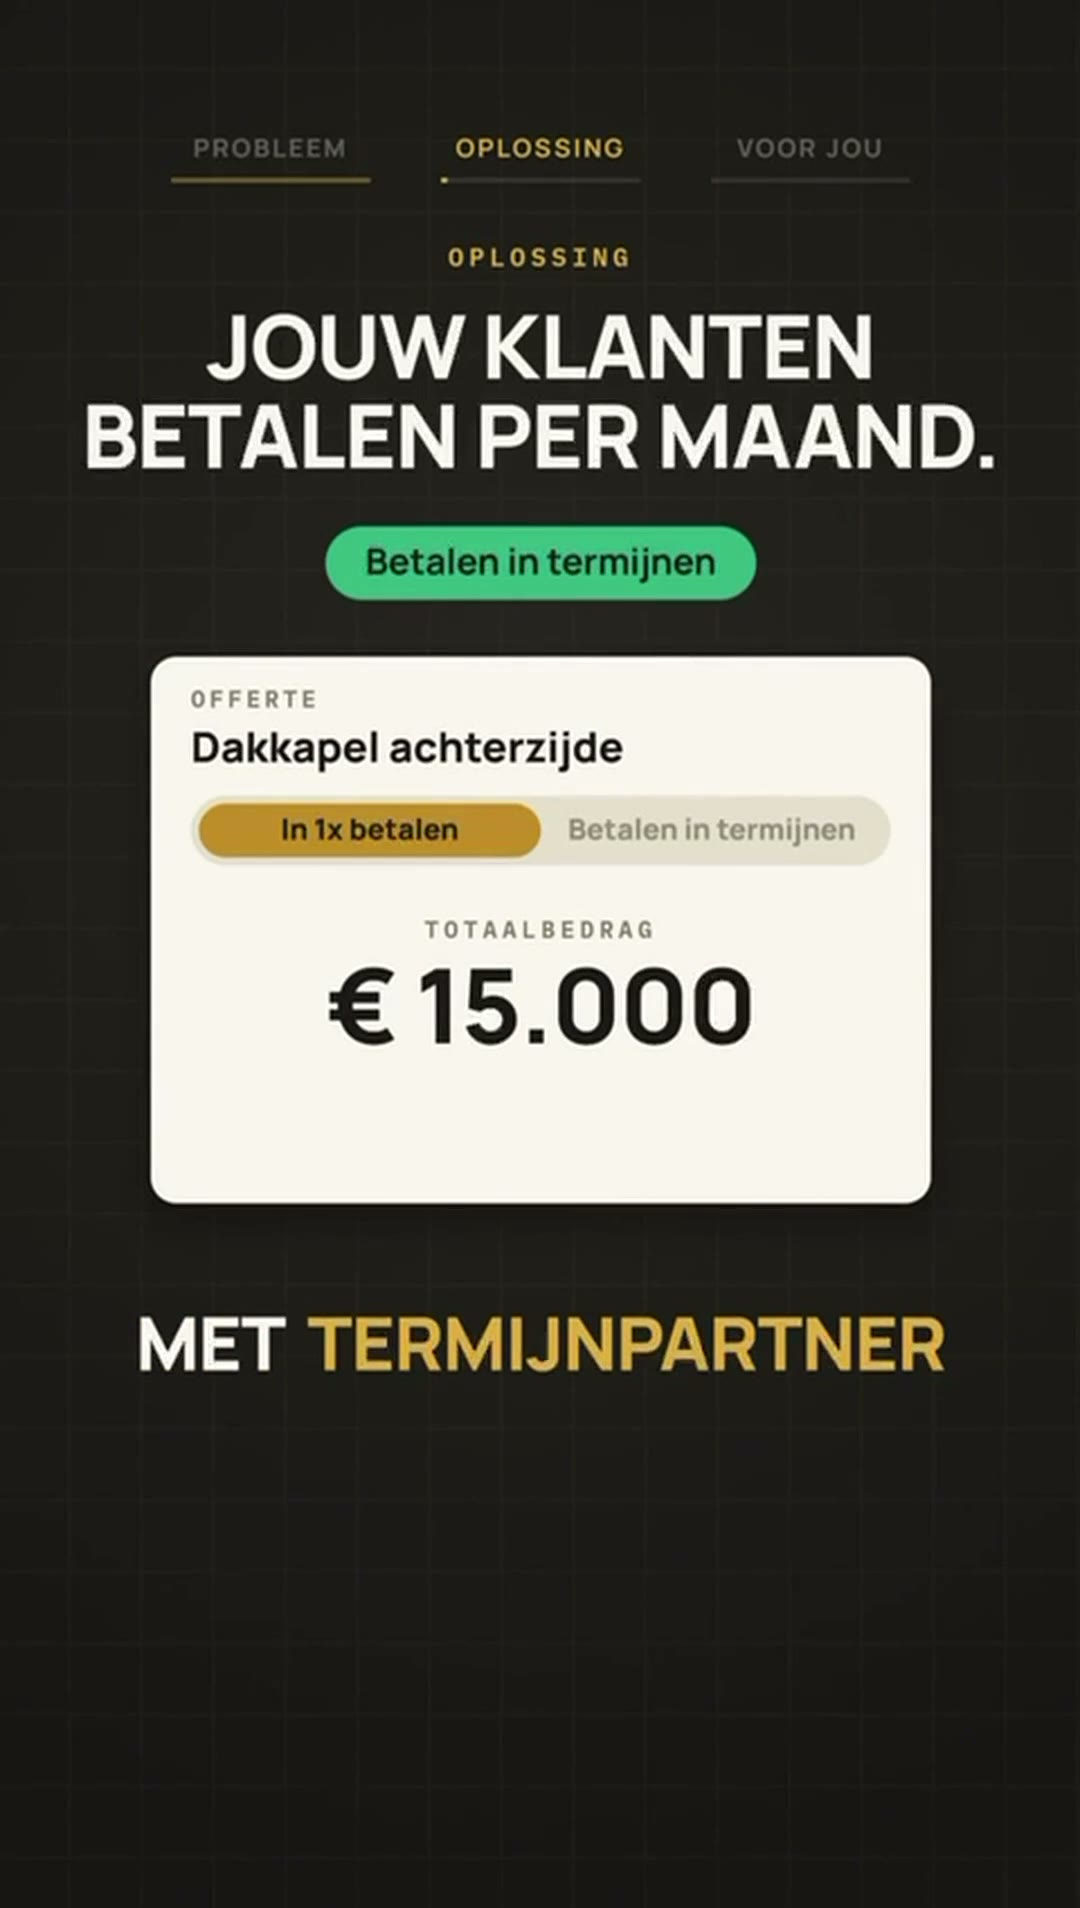 PROBLEEM OPLOSSING VOOR JOU
OPLOSSING
JOUW KLANTEN
BETALEN PER MAAND.
Betalen in termijnen
OFFERTE
Dakkapel achterzijde
In 1x betalen Betalen in termijnen
TOTAALBEDRAG
€ 15.000
MET TERMIJNPARTNER